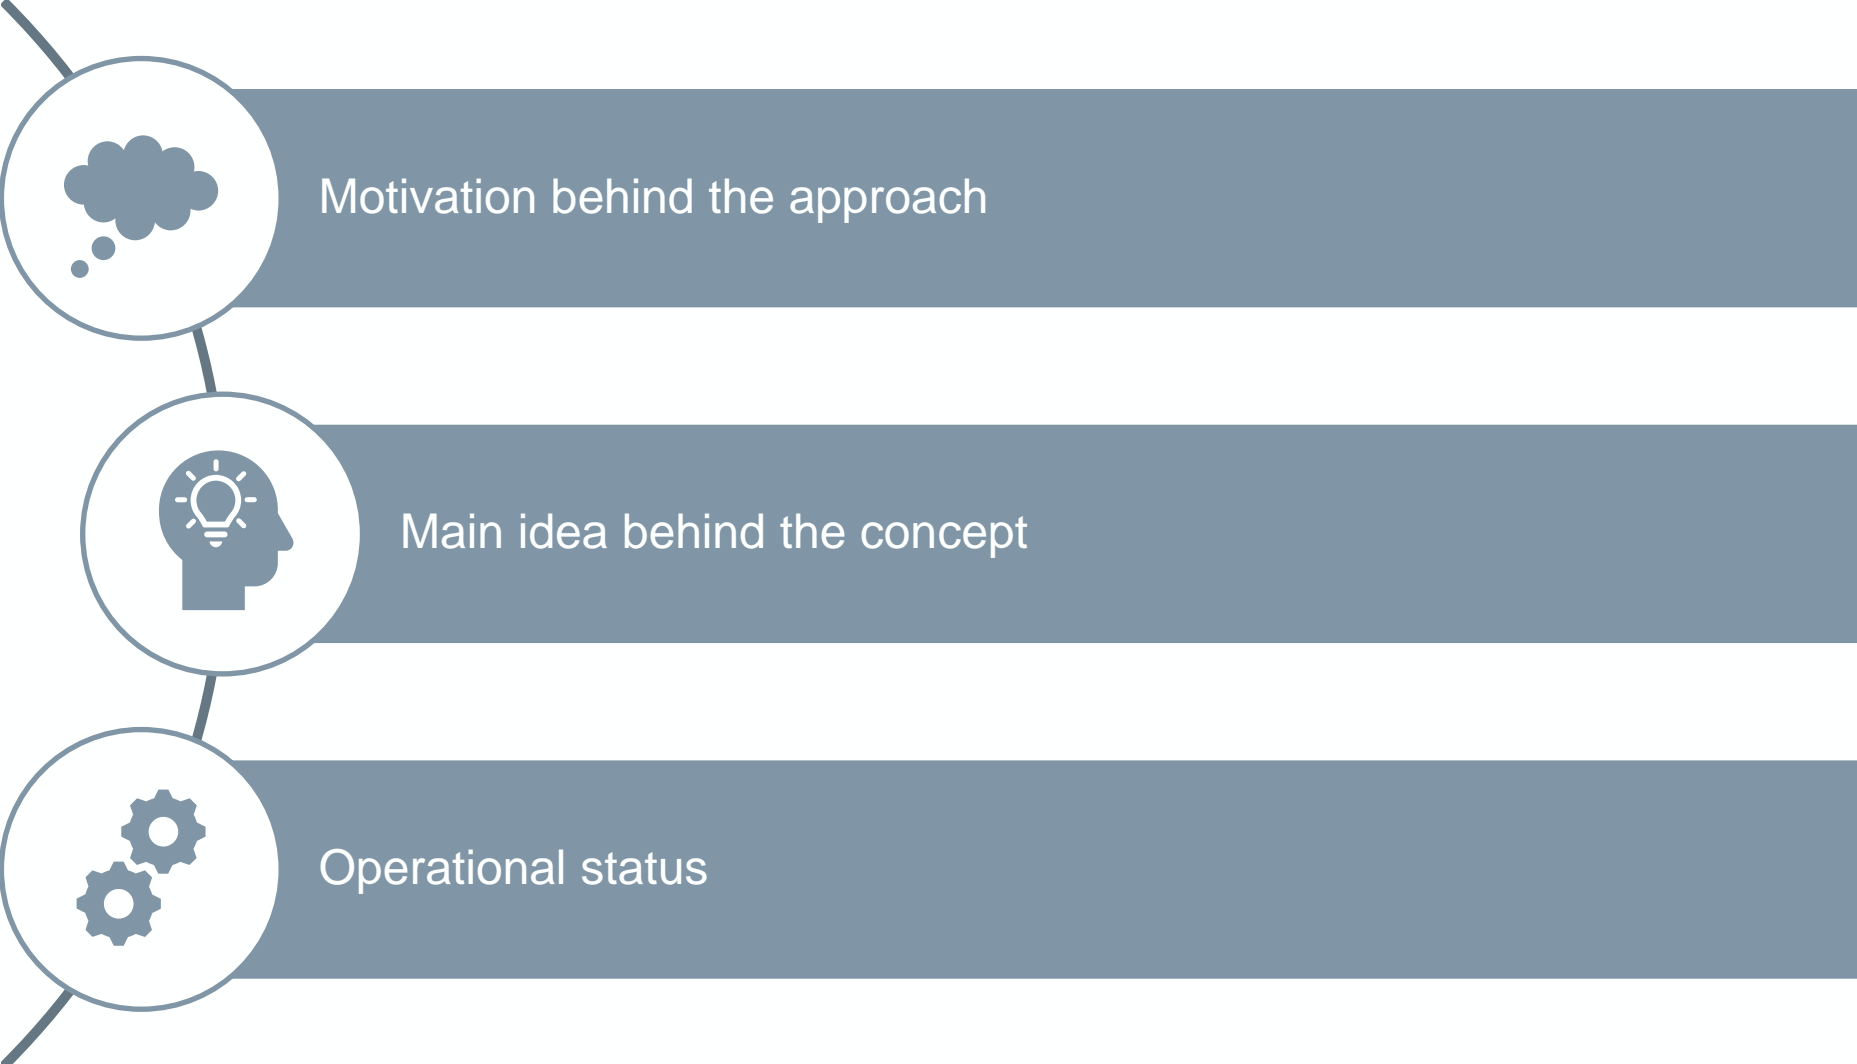 Motivation behind the approach
Main idea behind the concept
Operational status